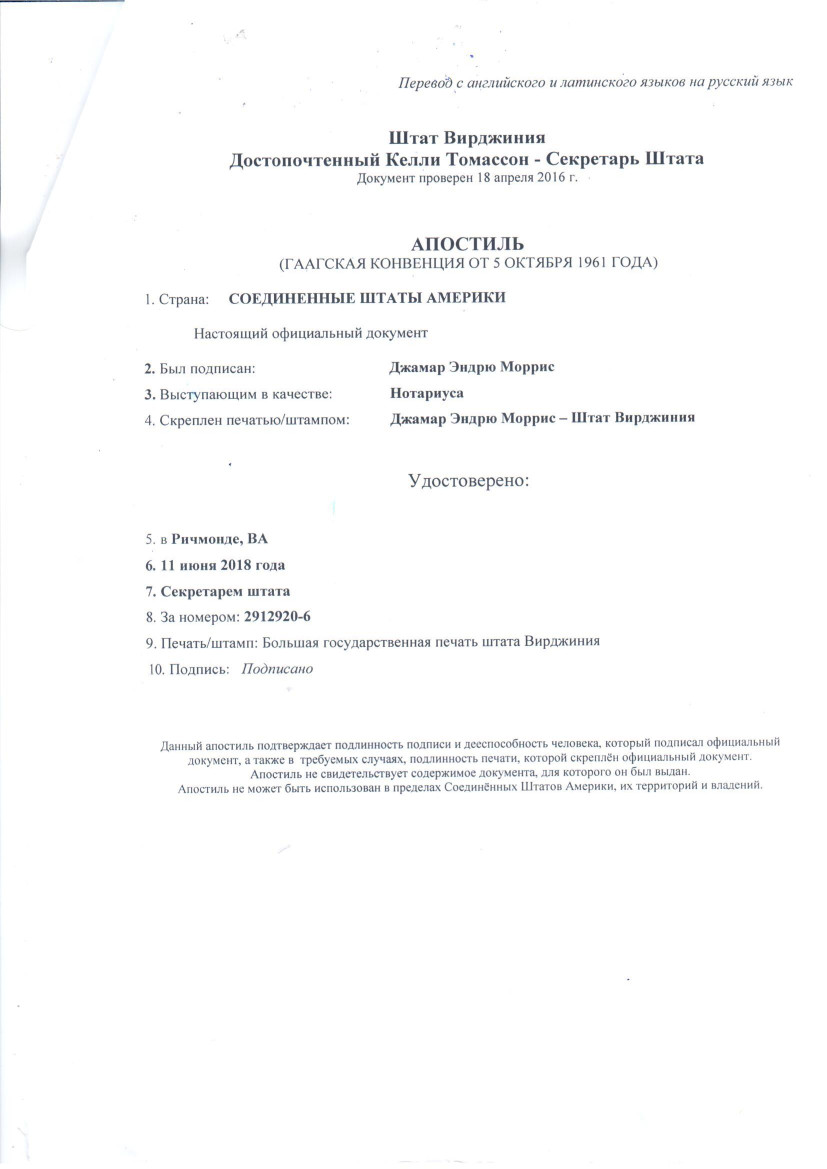 Перевод с английского и латинского языков на русский язык
Штат Вирджиния
Достопочтенный Келли Томассон - Секретарь Штата
Документ проверен 18 апреля 2016 г.
АПОСТИЛЬ
(ГААГСКАЯ КОНВЕНЦИЯ ОТ 5 ОКТЯБРЯ 1961 ГОДА)
1. Страна: СОЕДИНЕННЫЕ ШТАТЫ АМЕРИКИ
Настоящий официальный документ
2. Был подписан: Джамар Эндрю Моррис
3. Выступающим в качестве: Нотариуса
4. Скреплен печатью/штампом: Джамар Эндрю Моррис – Штат Вирджиния
Удостоверено:
5. в Ричмонде, ВА
6. 11 июня 2018 года
7. Секретарем штата
8. За номером: 2912920-6
9. Печать/штамп: Большая государственная печать штата Вирджиния
10. Подпись: Подписано
Данный апостиль подтверждает подлинность подписи и дееспособность человека, который подписал официальный
документ, а также в требуемых случаях, подлинность печати, которой скреплён официальный документ.
Апостиль не свидетельствует содержимое документа, для которого он был выдан.
Апостиль не может быть использован в пределах Соединённых Штатов Америки, их территорий и владений.